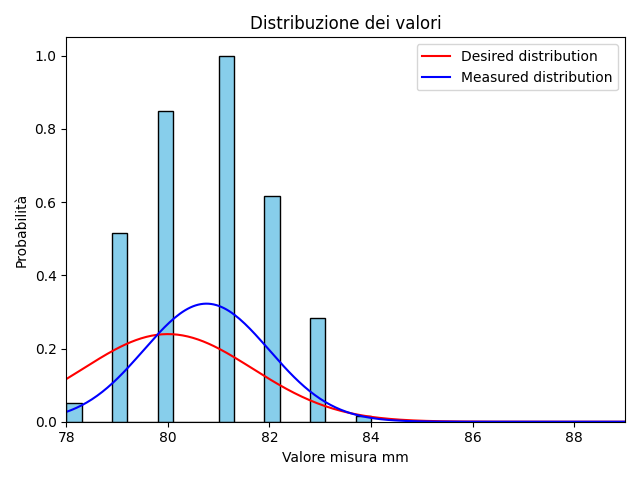 Distribuzione dei valori
Desired distribution
Measured distribution
Probabilità
1.0
0.8
0.6
0.4
0.2
0.0
78 80 82 84 86 88
Valore misura mm